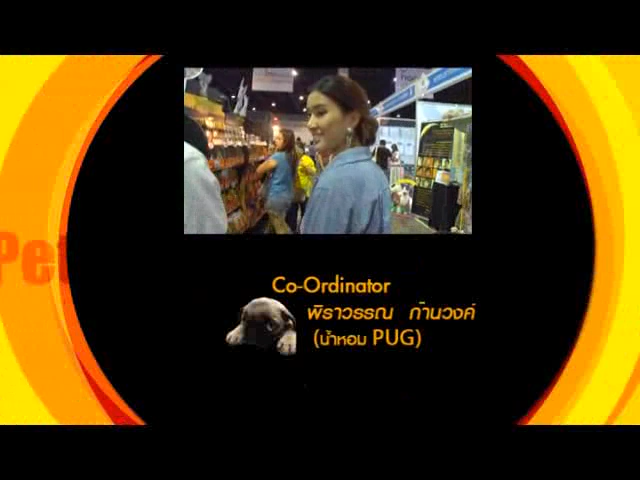 Pet
Co-Ordinator
พิราวรรณ ก้านวงค์
(น้ำหอม PUG)